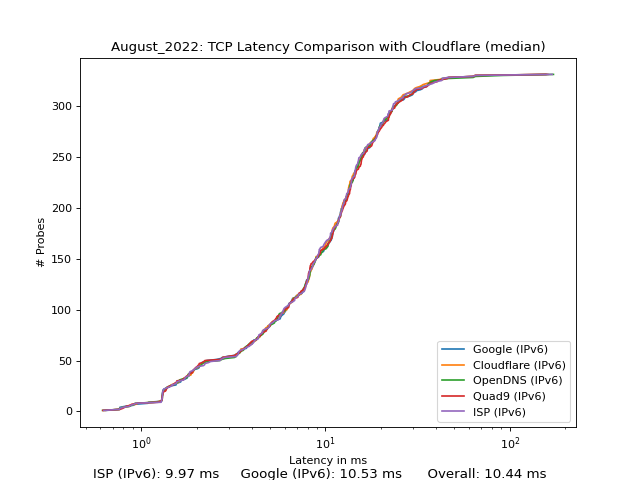 August_2022: TCP Latency Comparison with Cloudflare (median)
# Probes
300
250
200
150
100
50
0
Google (IPv6)
Cloudflare (IPv6)
OpenDNS (IPv6)
Quad9 (IPv6)
ISP (IPv6)
10⁰ 10¹ 10²
Latency in ms
ISP (IPv6): 9.97 ms Google (IPv6): 10.53 ms Overall: 10.44 ms